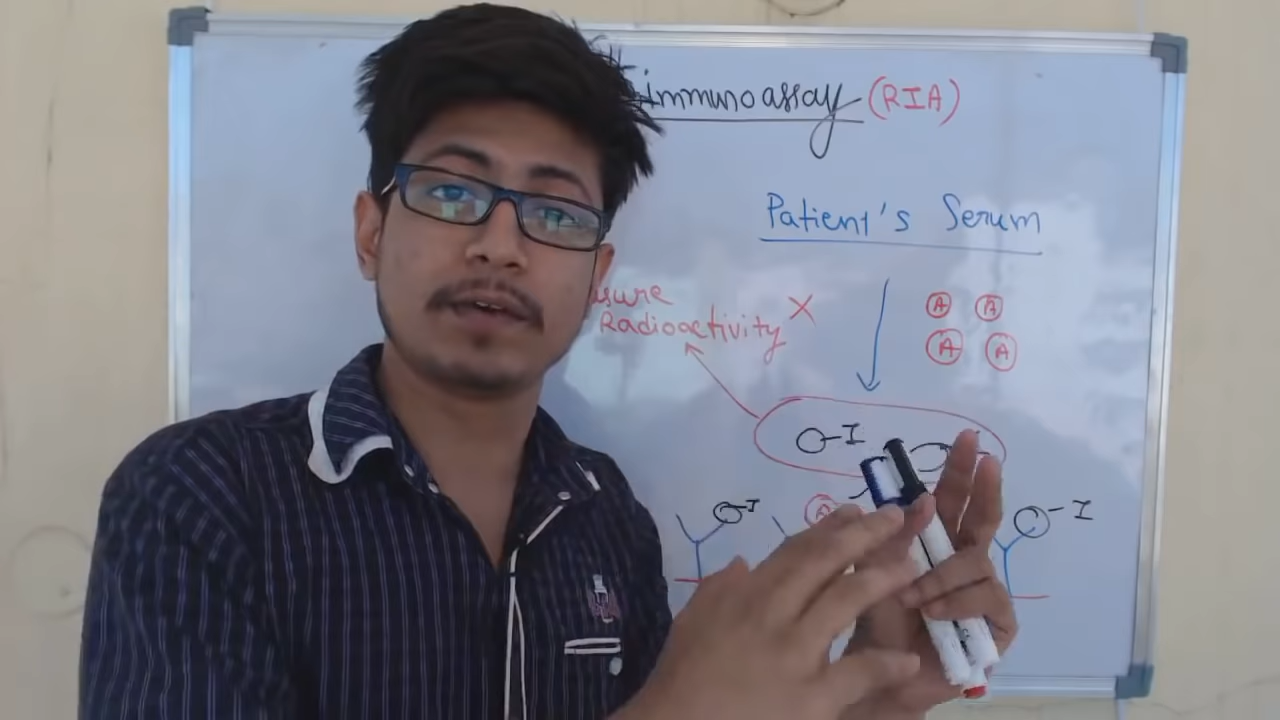 immunoassay (RIA)
Patient's Serum
Radioactivity X
A A
A A
I
A
I
I